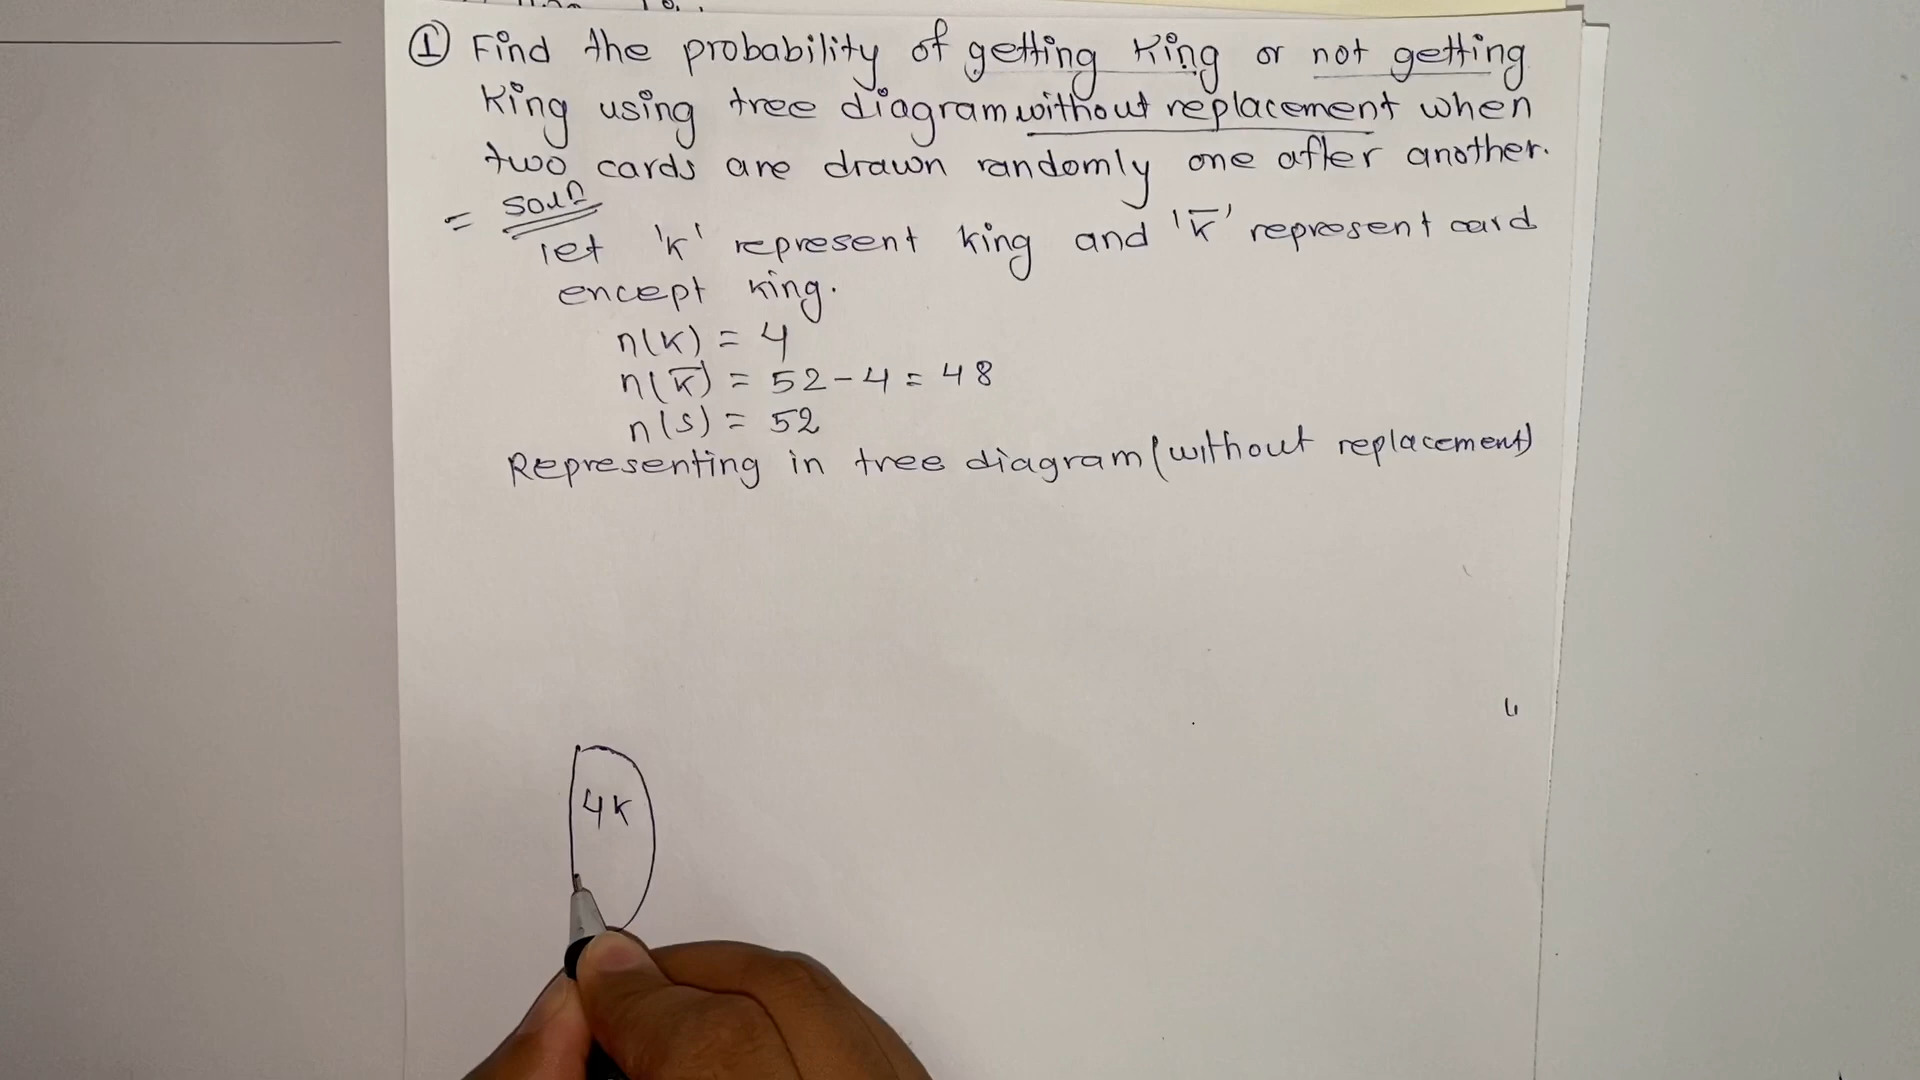 ① Find the probability of getting King or not getting
King using tree diagram without replacement when
two cards are drawn randomly one after another.
= Solⁿ
let 'K' represent king and 'K̅' represent card
encept king.
n(K) = 4
n(K̅) = 52-4 = 48
n(S) = 52
Representing in tree diagram (without replacement)
4K